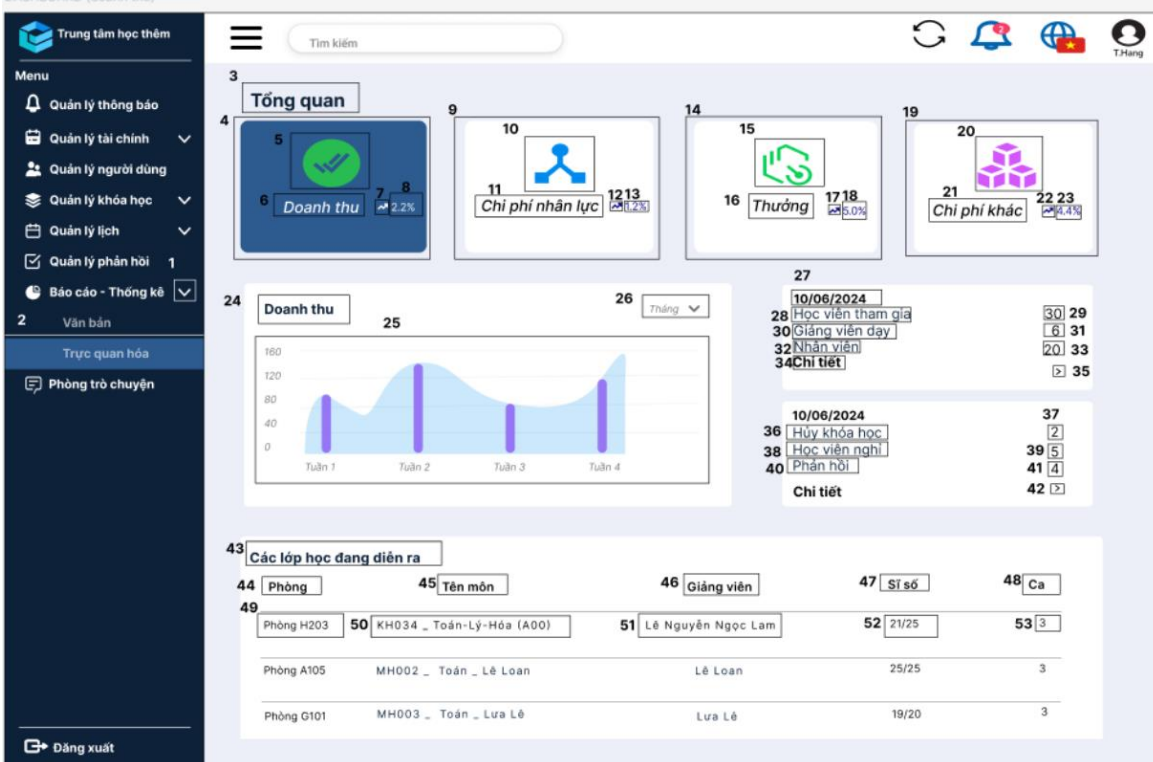 Trung tâm học thêm
Tìm kiếm
2
T.Hang
Menu
Quản lý thông báo
Quản lý tài chính
Quản lý người dùng
Quản lý khóa học
Quản lý lịch
Quản lý phản hồi 1
Báo cáo - Thống kê
2 Văn bản
Trực quan hóa
Phòng trò chuyện
Đăng xuất
3
Tổng quan
4
5
6 Doanh thu 7 8 2.2%
9
10
11 Chi phí nhân lực 12 13 1.2%
14
15
16 Thưởng 17 18 5.0%
19
20
21 Chi phí khác 22 23 4.4%
24 Doanh thu 25 26 Tháng
160
120
80
40
0
Tuần 1 Tuần 2 Tuần 3 Tuần 4
27
10/06/2024
28 Học viên tham gia 30 29
30 Giảng viên dạy 6 31
32 Nhân viên 20 33
34 Chi tiết > 35
10/06/2024 37
36 Hủy khóa học 2
38 Học viên nghỉ 39 5
40 Phản hồi 41 4
Chi tiết 42 >
43 Các lớp học đang diễn ra
44 Phòng 45 Tên môn 46 Giảng viên 47 Sĩ số 48 Ca
49
Phòng H203 50 KH034 _ Toán-Lý-Hóa (A00) 51 Lê Nguyễn Ngọc Lam 52 21/25 53 3
Phòng A105 MH002 _ Toán _ Lê Loan Lê Loan 25/25 3
Phòng G101 MH003 _ Toán _ Lưa Lê Lưa Lê 19/20 3